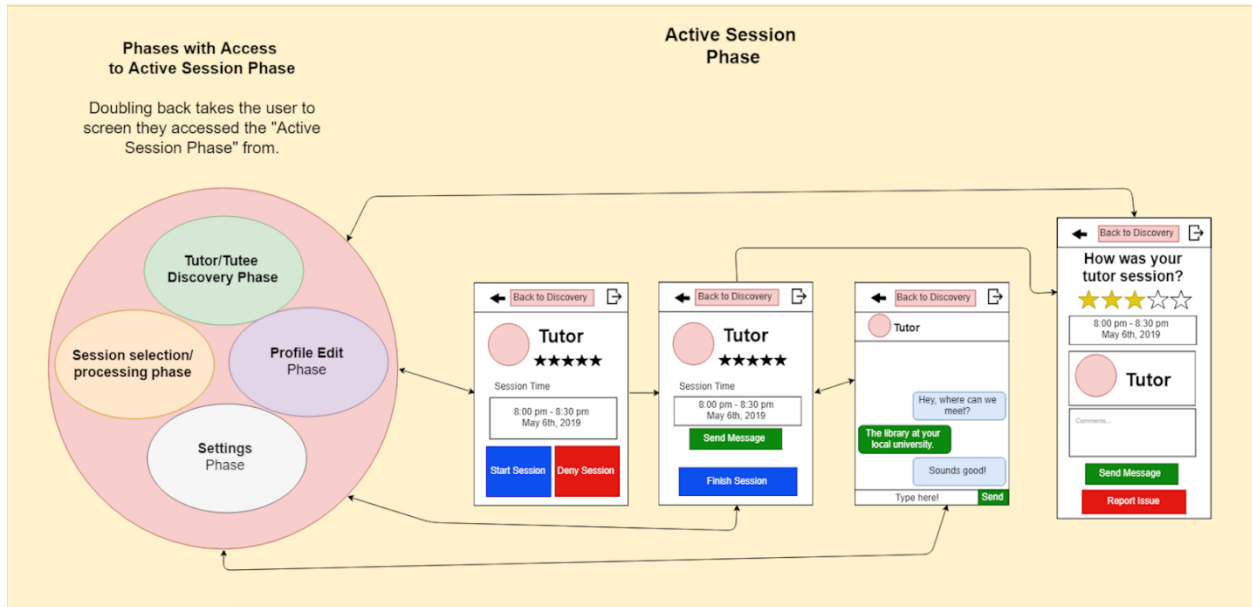 Phases with Access
to Active Session Phase
Doubling back takes the user to
screen they accessed the "Active
Session Phase" from.
Active Session
Phase
Tutor/Tutee
Discovery Phase
Session selection/
processing phase
Profile Edit
Phase
Settings
Phase
Back to Discovery
Tutor
Session Time
8:00 pm - 8:30 pm
May 6th, 2019
Start Session
Deny Session
Back to Discovery
Tutor
Session Time
8:00 pm - 8:30 pm
May 6th, 2019
Send Message
Finish Session
Back to Discovery
Tutor
Hey, where can we
meet?
The library at your
local university.
Sounds good!
Type here!
Send
Back to Discovery
How was your
tutor session?
8:00 pm - 8:30 pm
May 6th, 2019
Tutor
Comments...
Send Message
Report Issue